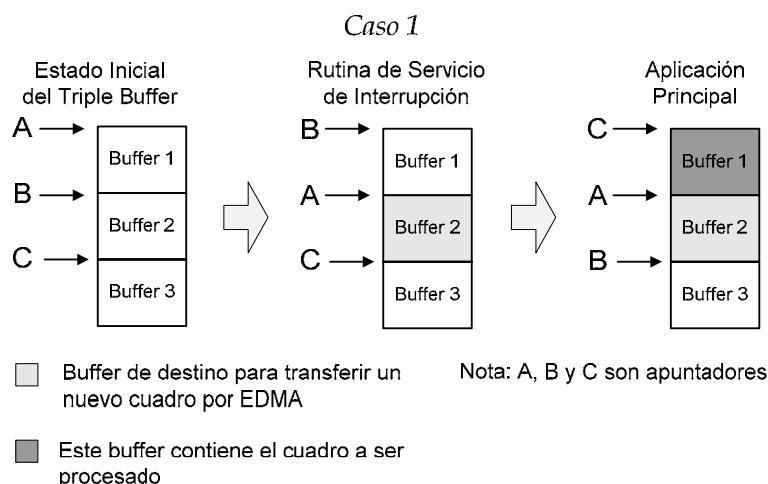 Caso 1
Estado Inicial
del Triple Buffer
A
B
C
Buffer 1
Buffer 2
Buffer 3
Rutina de Servicio
de Interrupción
B
A
C
Buffer 1
Buffer 2
Buffer 3
Aplicación
Principal
C
A
B
Buffer 1
Buffer 2
Buffer 3
Buffer de destino para transferir un
nuevo cuadro por EDMA
Nota: A, B y C son apuntadores
Este buffer contiene el cuadro a ser
procesado